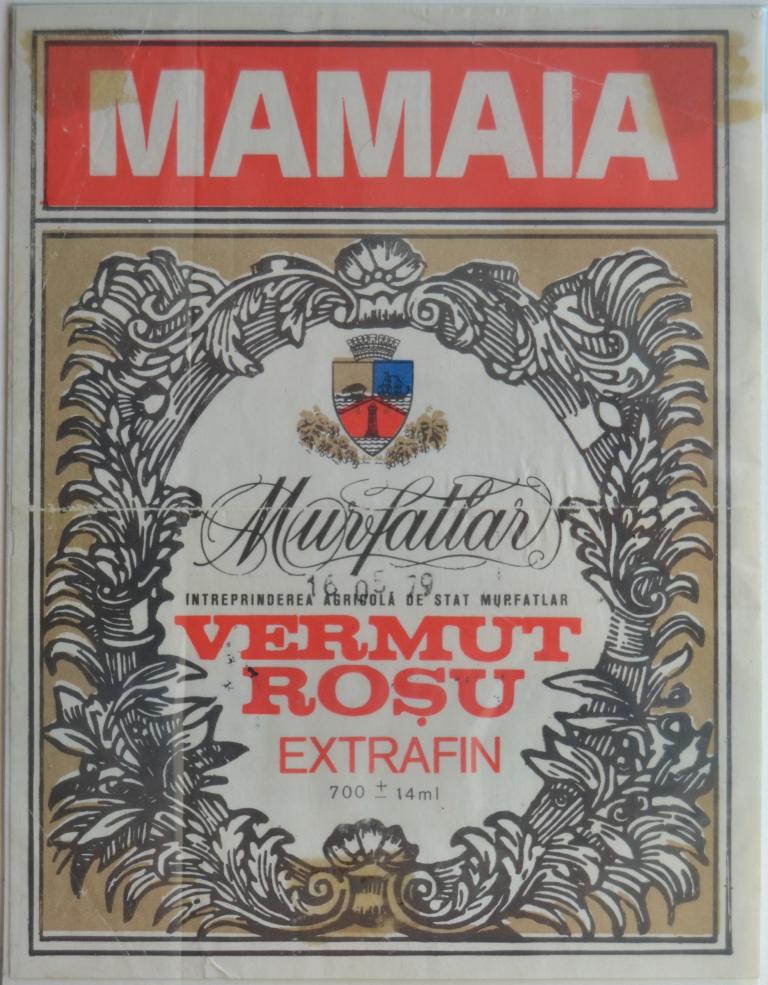 MAMAIA
Murfatlar
16.05.79
INTREPRINDEREA AGRICOLĂ DE STAT MURFATLAR
VERMUT
ROȘU
EXTRAFIN
700 ± 14ml